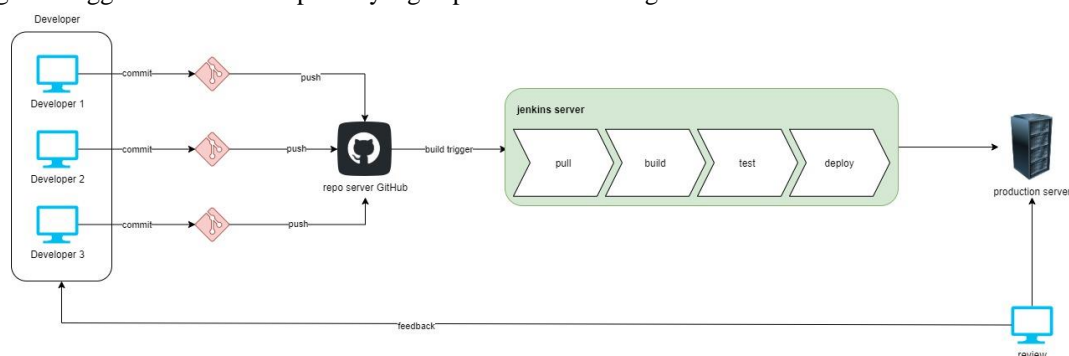 Developer
Developer 1
commit
push
Developer 2
commit
push
repo server GitHub
build trigger
jenkins server
pull
build
test
deploy
production server
Developer 3
commit
push
feedback
review